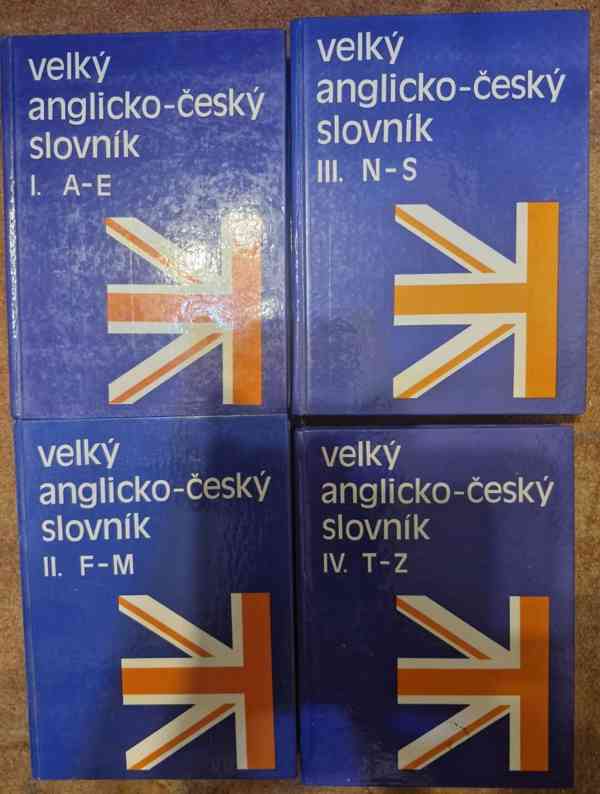 velký
anglicko-český
slovník
I. A-E
velký
anglicko-český
slovník
III. N-S
velký
anglicko-český
slovník
II. F-M
velký
anglicko-český
slovník
IV. T-Z